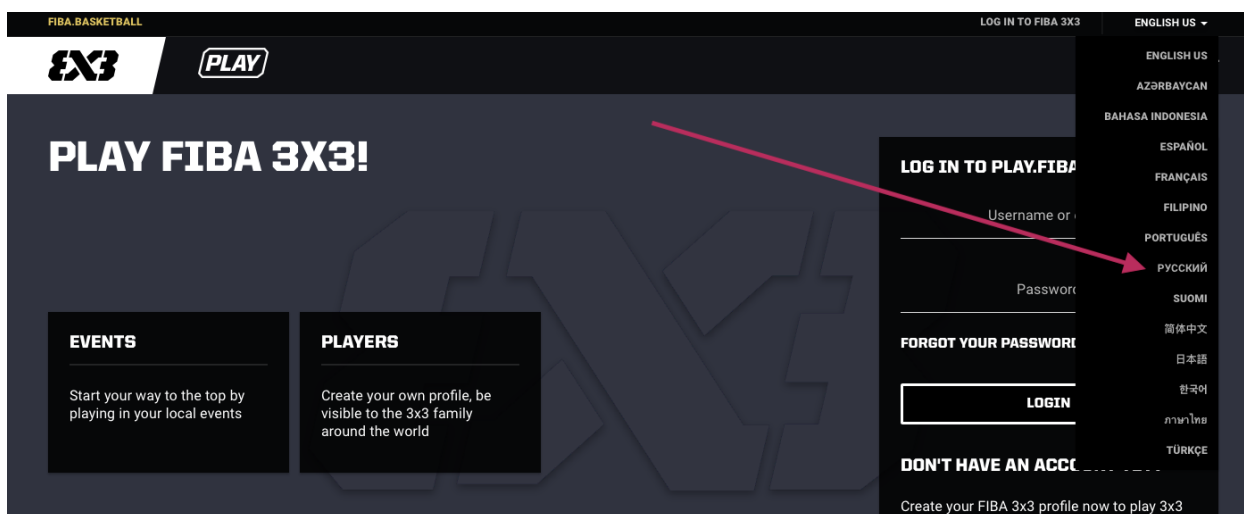 FIBA.BASKETBALL
LOG IN TO FIBA 3X3
ENGLISH US
3X3
PLAY
ENGLISH US
AZƏRBAYCAN
BAHASA INDONESIA
ESPAÑOL
FRANÇAIS
FILIPINO
PORTUGUÊS
РУССКИЙ
SUOMI
简体中文
日本語
한국어
ภาษาไทย
TÜRKÇE
PLAY FIBA 3X3!
EVENTS
Start your way to the top by
playing in your local events
PLAYERS
Create your own profile, be
visible to the 3x3 family
around the world
LOG IN TO PLAY.FIBA
Username or
Password
FORGOT YOUR PASSWORD
LOGIN
DON'T HAVE AN
Create your FIBA 3x3 profile now to play 3x3